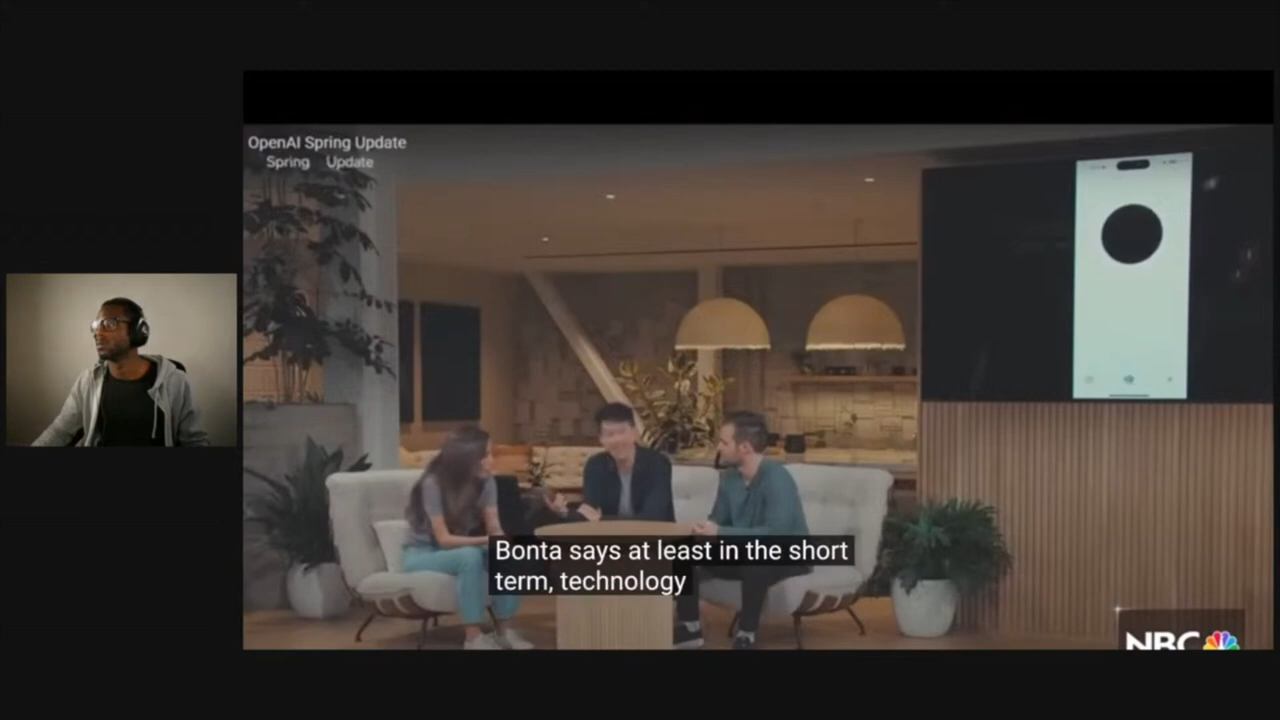 OpenAI Spring Update
Spring Update
Bonta says at least in the short
term, technology
NBC